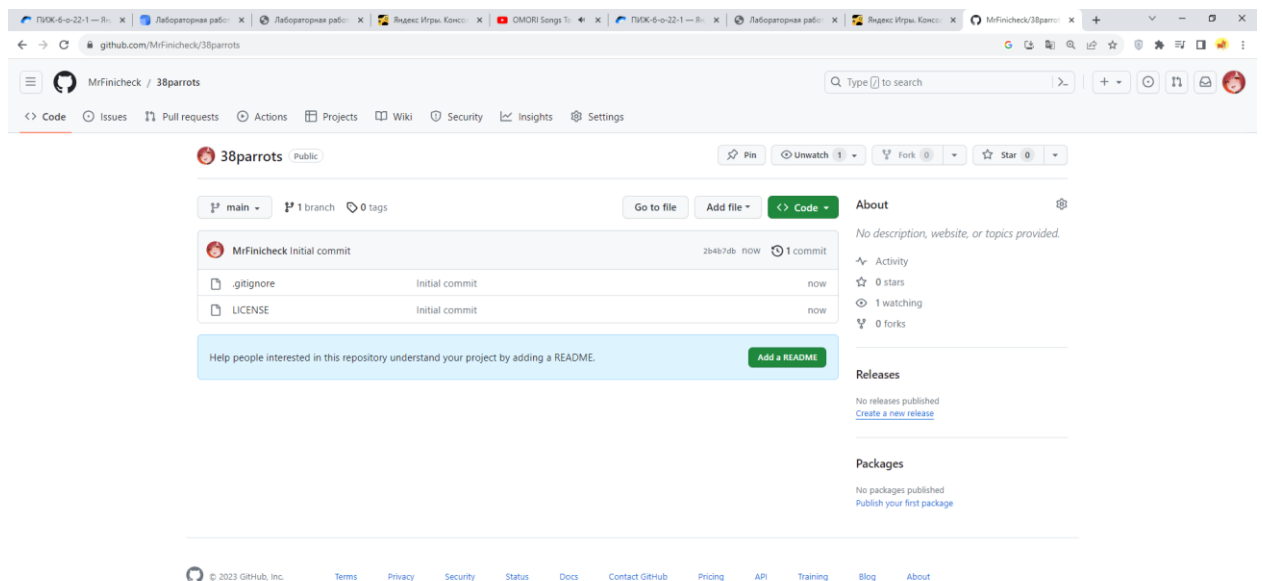 ПИЖ-6-о-22-1 — Ян Лабораторная работ Лабораторная работ Яндекс Игры. Консо OMORI Songs To ПИЖ-6-о-22-1 — Ян Лабораторная работ Яндекс Игры. Консо MrFinicheck/38parrot
github.com/MrFinicheck/38parrots
MrFinicheck / 38parrots Type / to search
Code Issues Pull requests Actions Projects Wiki Security Insights Settings
38parrots Public Pin Unwatch 1 Fork 0 Star 0
main 1 branch 0 tags Go to file Add file Code
MrFinicheck Initial commit 2b4b7db now 1 commit
.gitignore Initial commit now
LICENSE Initial commit now
Help people interested in this repository understand your project by adding a README. Add a README
About
No description, website, or topics provided.
Activity
0 stars
1 watching
0 forks
Releases
No releases published
Create a new release
Packages
No packages published
Publish your first package
© 2023 GitHub, Inc. Terms Privacy Security Status Docs Contact GitHub Pricing API Training Blog About